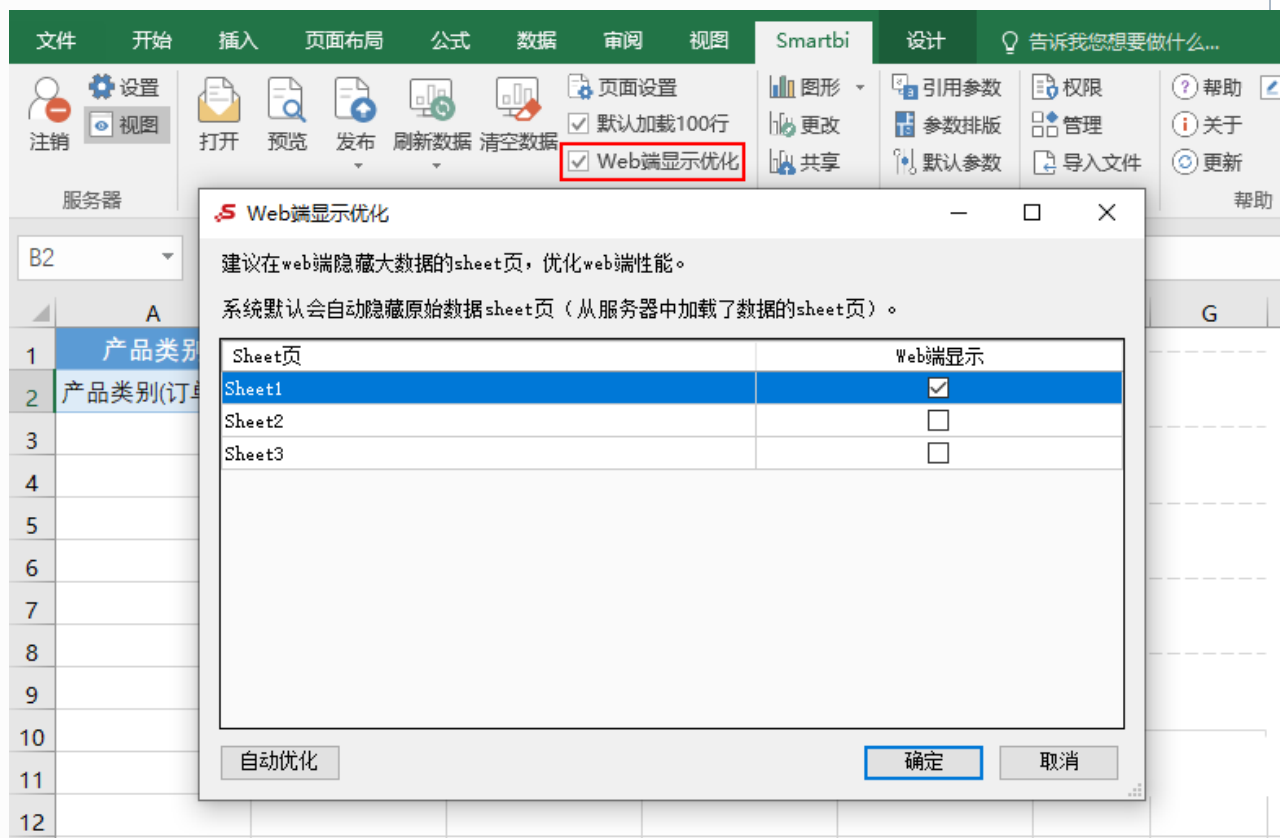 文件 开始 插入 页面布局 公式 数据 审阅 视图 Smartbi 设计 告诉我您想要做什么...
设置 页面设置 图形 引用参数 权限 帮助
视图 默认加载100行 更改 参数排版 管理 关于
注销 打开 预览 发布 刷新数据 清空数据 Web端显示优化 共享 默认参数 导入文件 更新
服务器 帮助
Web端显示优化
B2
建议在web端隐藏大数据的sheet页，优化web端性能。
系统默认会自动隐藏原始数据sheet页（从服务器中加载了数据的sheet页）。
A G
1 产品类别
2 产品类别(订单
3
4
5
6
7
8
9
10
11
12
Sheet页 Web端显示
Sheet1
Sheet2
Sheet3
自动优化 确定 取消